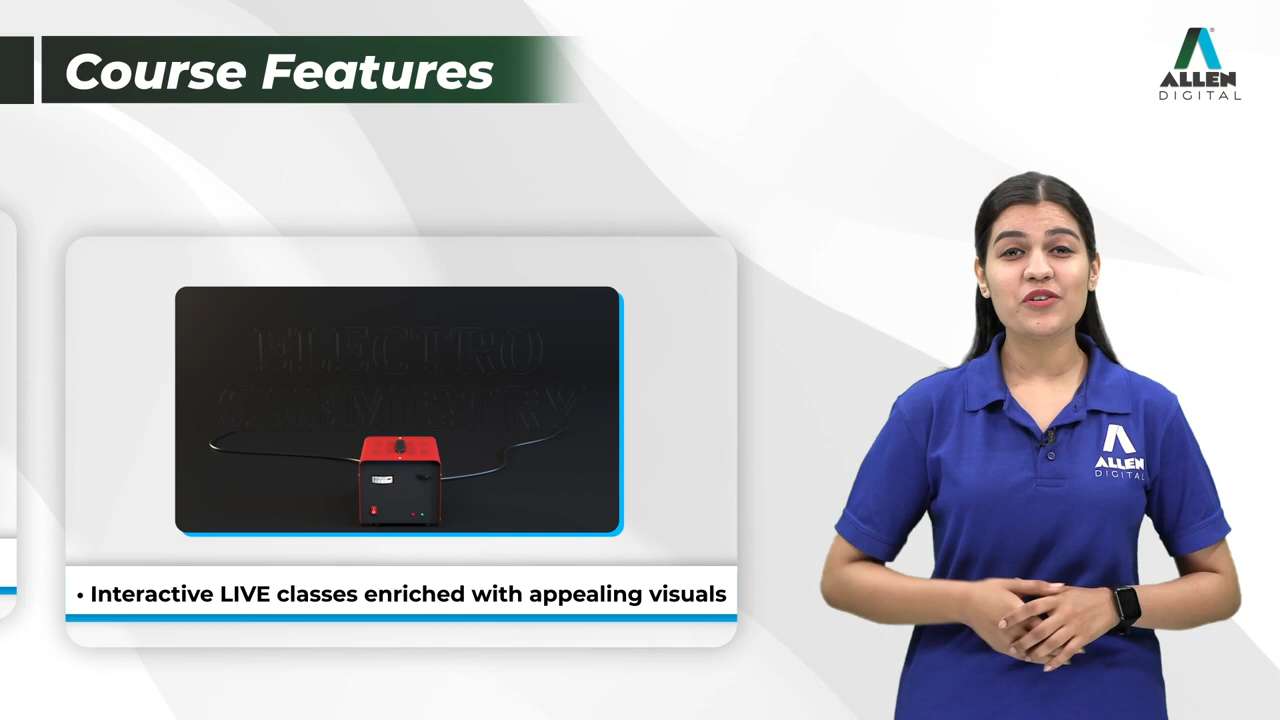 Course Features
ALLEN
DIGITAL
ELECTRO
CHEMISTRY
• Interactive LIVE classes enriched with appealing visuals
ALLEN
DIGITAL